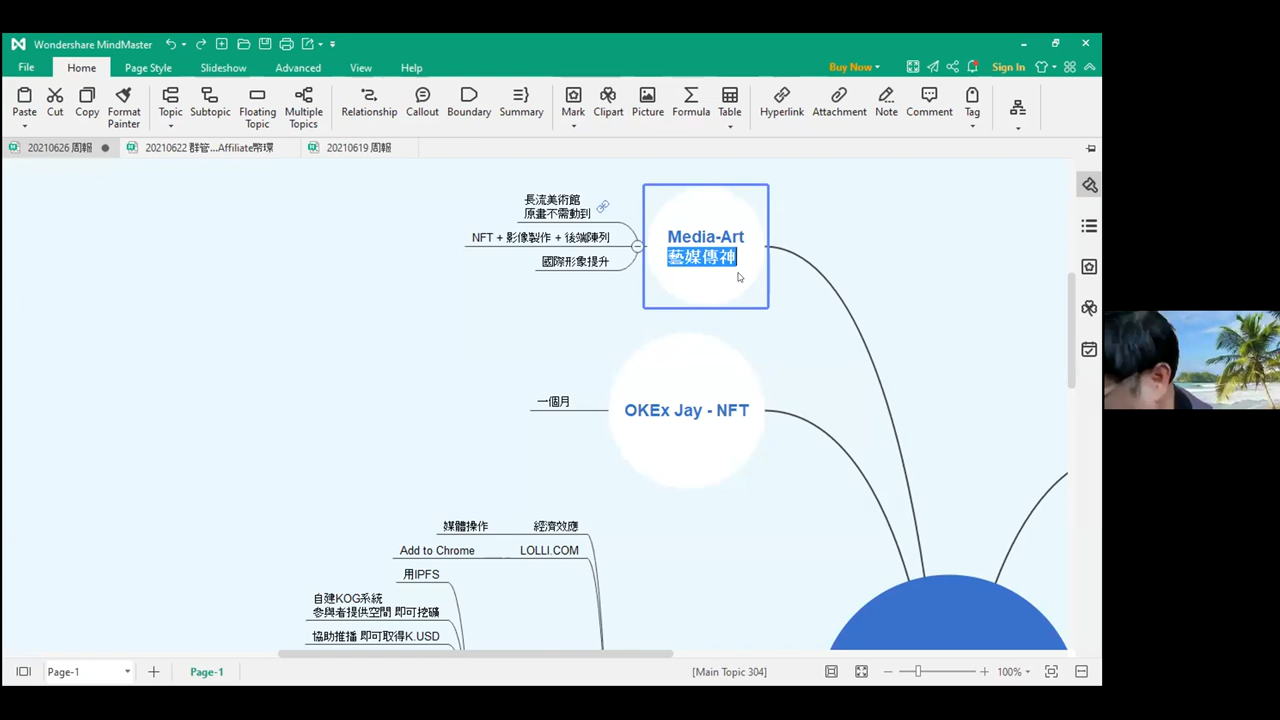 Wondershare MindMaster
File Home Page Style Slideshow Advanced View Help Buy Now Sign In
Paste Cut Copy Format Painter Topic Subtopic Floating Topic Multiple Topics Relationship Callout Boundary Summary Mark Clipart Picture Formula Table Hyperlink Attachment Note Comment Tag
20210626 周報 20210622 群管...Affiliate幣環 20210619 周報
長流美術館
原畫不需動到
NFT + 影像製作 + 後端陳列
國際形象提升
Media-Art
藝媒傳神
一個月
OKEx Jay - NFT
媒體操作 經濟效應
Add to Chrome LOLLI.COM
用IPFS
自建KOG系統
參與者提供空間 即可挖礦
協助推播 即可取得K.USD
Page-1 Page-1 [Main Topic 304] 100%